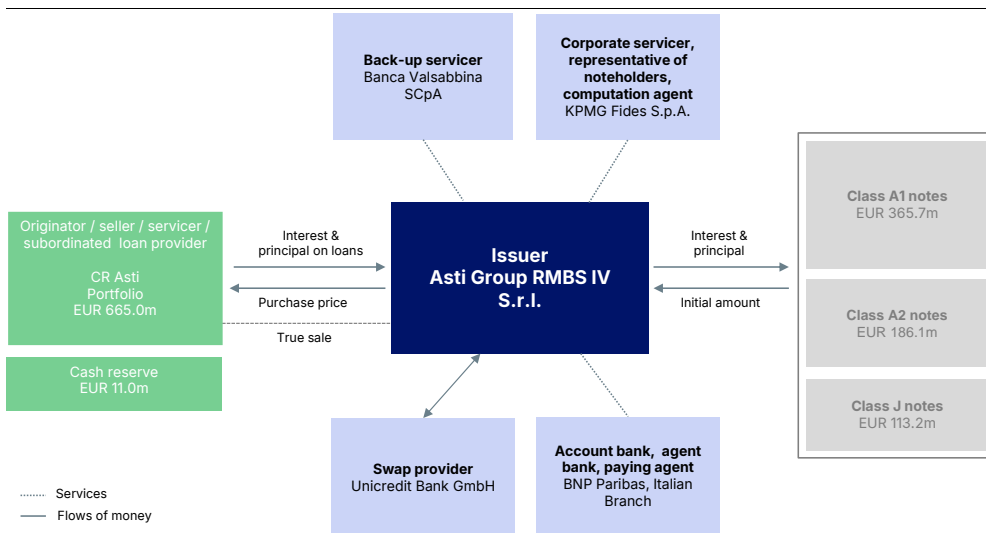 Back-up servicer
Banca Valsabbina
SCpA
Corporate servicer,
representative of
noteholders,
computation agent
KPMG Fides S.p.A.
Originator / seller / servicer /
subordinated loan provider
CR Asti
Portfolio
EUR 665.0m
Cash reserve
EUR 11.0m
Interest &
principal on loans
Purchase price
True sale
Issuer
Asti Group RMBS IV
S.r.l.
Interest &
principal
Initial amount
Class A1 notes
EUR 365.7m
Class A2 notes
EUR 186.1m
Class J notes
EUR 113.2m
Swap provider
Unicredit Bank GmbH
Account bank, agent
bank, paying agent
BNP Paribas, Italian
Branch
Services
Flows of money